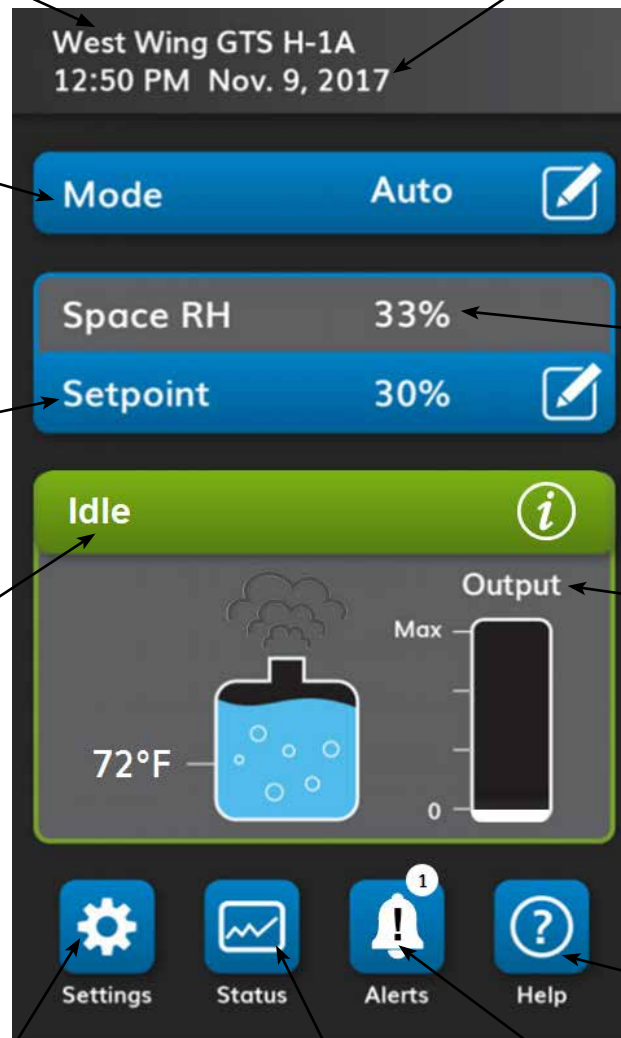 West Wing GTS H-1A
12:50 PM Nov. 9, 2017
Mode Auto
Space RH 33%
Setpoint 30%
Idle i
Output
Max
72°F
0
1
!
?
Settings Status Alerts Help